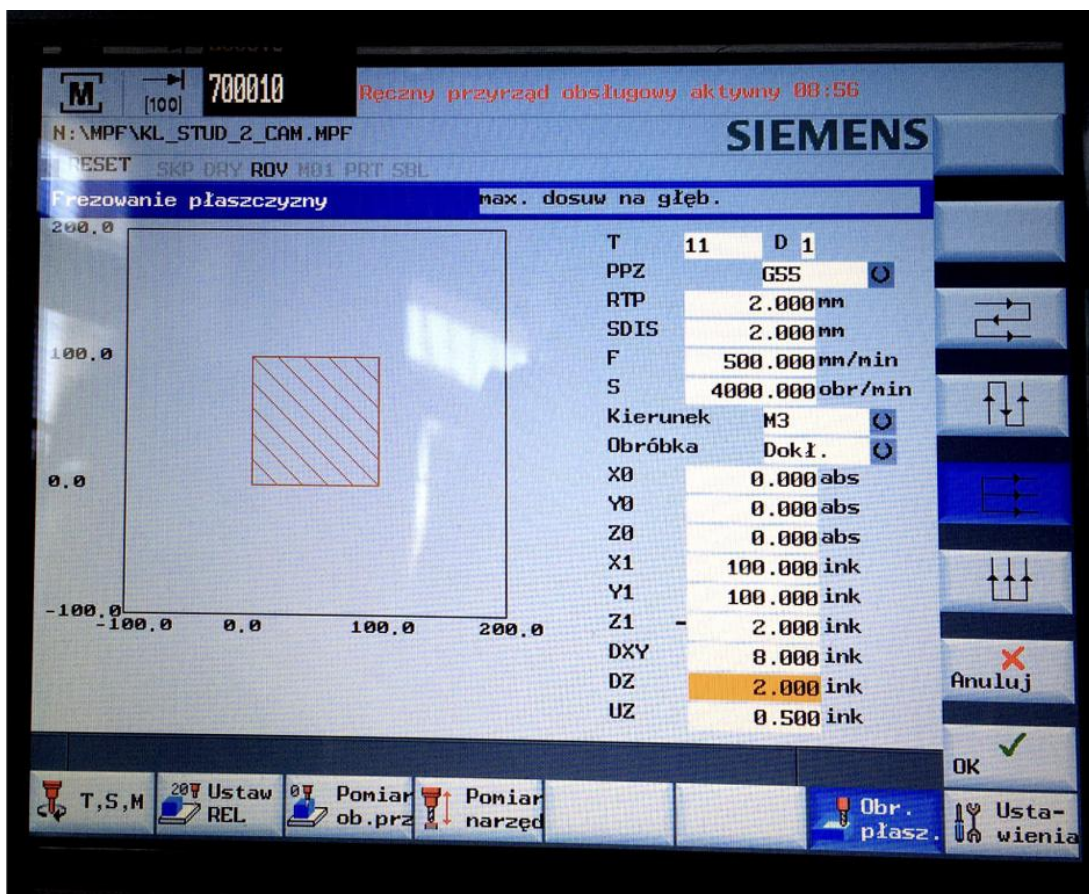 M
[100]
700010
Ręczny przyrząd obsługowy aktywny 08:56
N:\MPF\KL_STUD_2_CAM.MPF
SIEMENS
RESET SKP DRY ROV M01 PRT SBL
Frezowanie płaszczyzny
max. dosuw na głęb.
200.0
100.0
0.0
-100.0
-100.0 0.0 100.0 200.0
T 11 D 1
PPZ G55
RTP 2.000 mm
SDIS 2.000 mm
F 500.000 mm/min
S 4000.000 obr/min
Kierunek M3
Obróbka Dokł.
X0 0.000 abs
Y0 0.000 abs
Z0 0.000 abs
X1 100.000 ink
Y1 100.000 ink
Z1 - 2.000 ink
DXY 8.000 ink
DZ 2.000 ink
UZ 0.500 ink
Anuluj
OK
T,S,M
20 Ustaw
REL
0 Pomiar
ob.prz
Pomiar
narzęd
Obr.
płasz.
Usta-
wienia